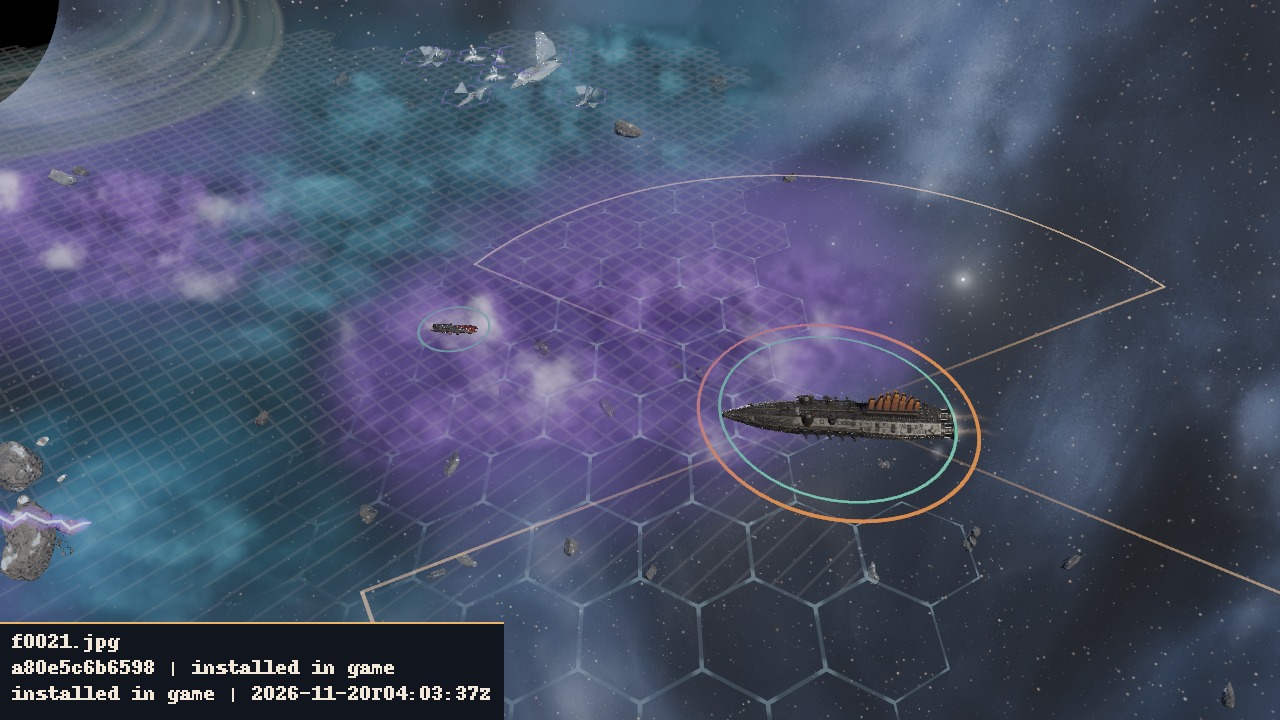 f0021.jpg
a80e5c6b6598 | installed in game
installed in game | 2026-11-20T04:03:37Z